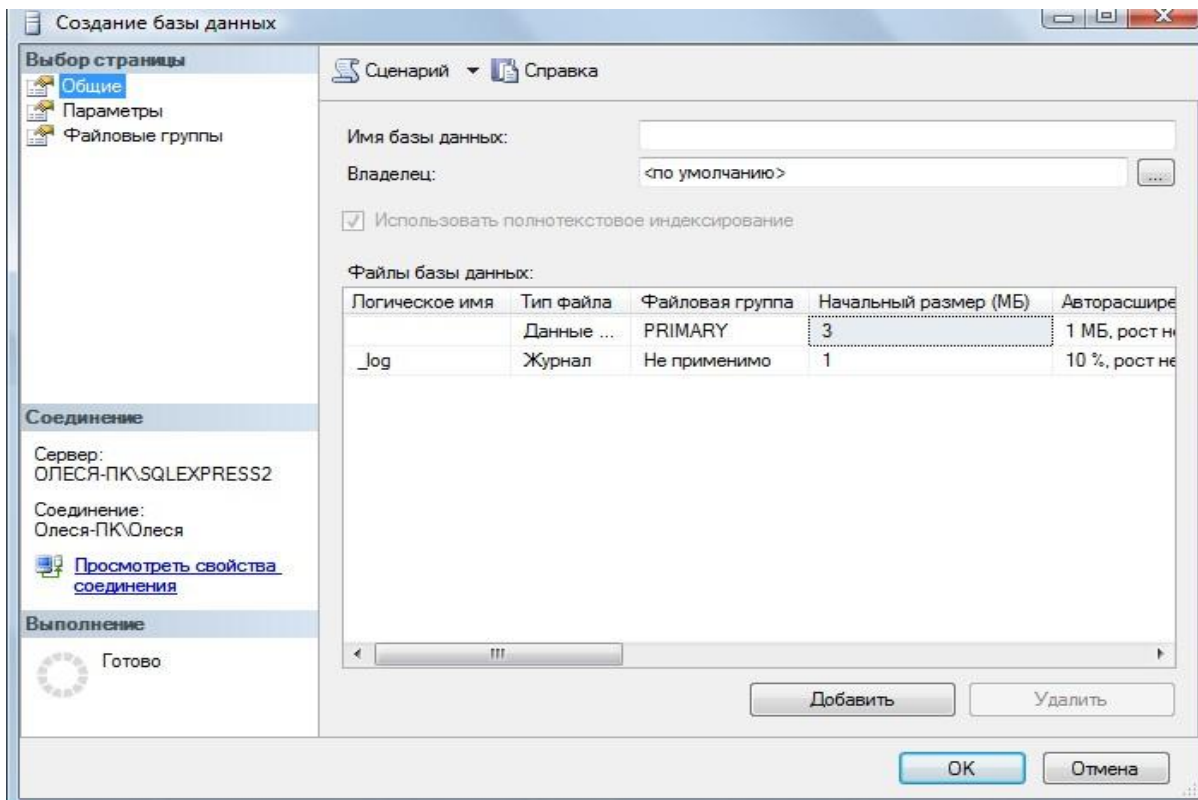 Создание базы данных
Выбор страницы
Общие
Параметры
Файловые группы
Сценарий
Справка
Имя базы данных:
Владелец:
<по умолчанию>
...
Использовать полнотекстовое индексирование
Файлы базы данных:
Логическое имя Тип файла Файловая группа Начальный размер (МБ) Авторасшире
Данные ... PRIMARY 3 1 МБ, рост н
_log Журнал Не применимо 1 10 %, рост не
Соединение
Сервер:
ОЛЕСЯ-ПК\SQLEXPRESS2
Соединение:
Олеся-ПК\Олеся
Просмотреть свойства
соединения
Выполнение
Готово
Добавить
Удалить
OK
Отмена